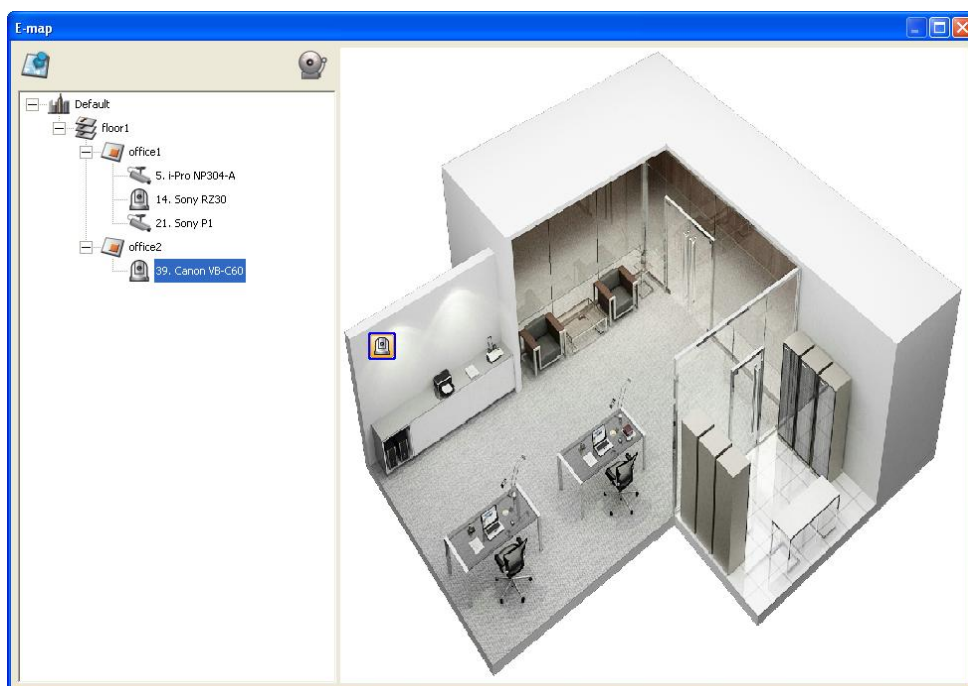 E-map
Default
floor1
office1
5. i-Pro NP304-A
14. Sony RZ30
21. Sony P1
office2
39. Canon VB-C60